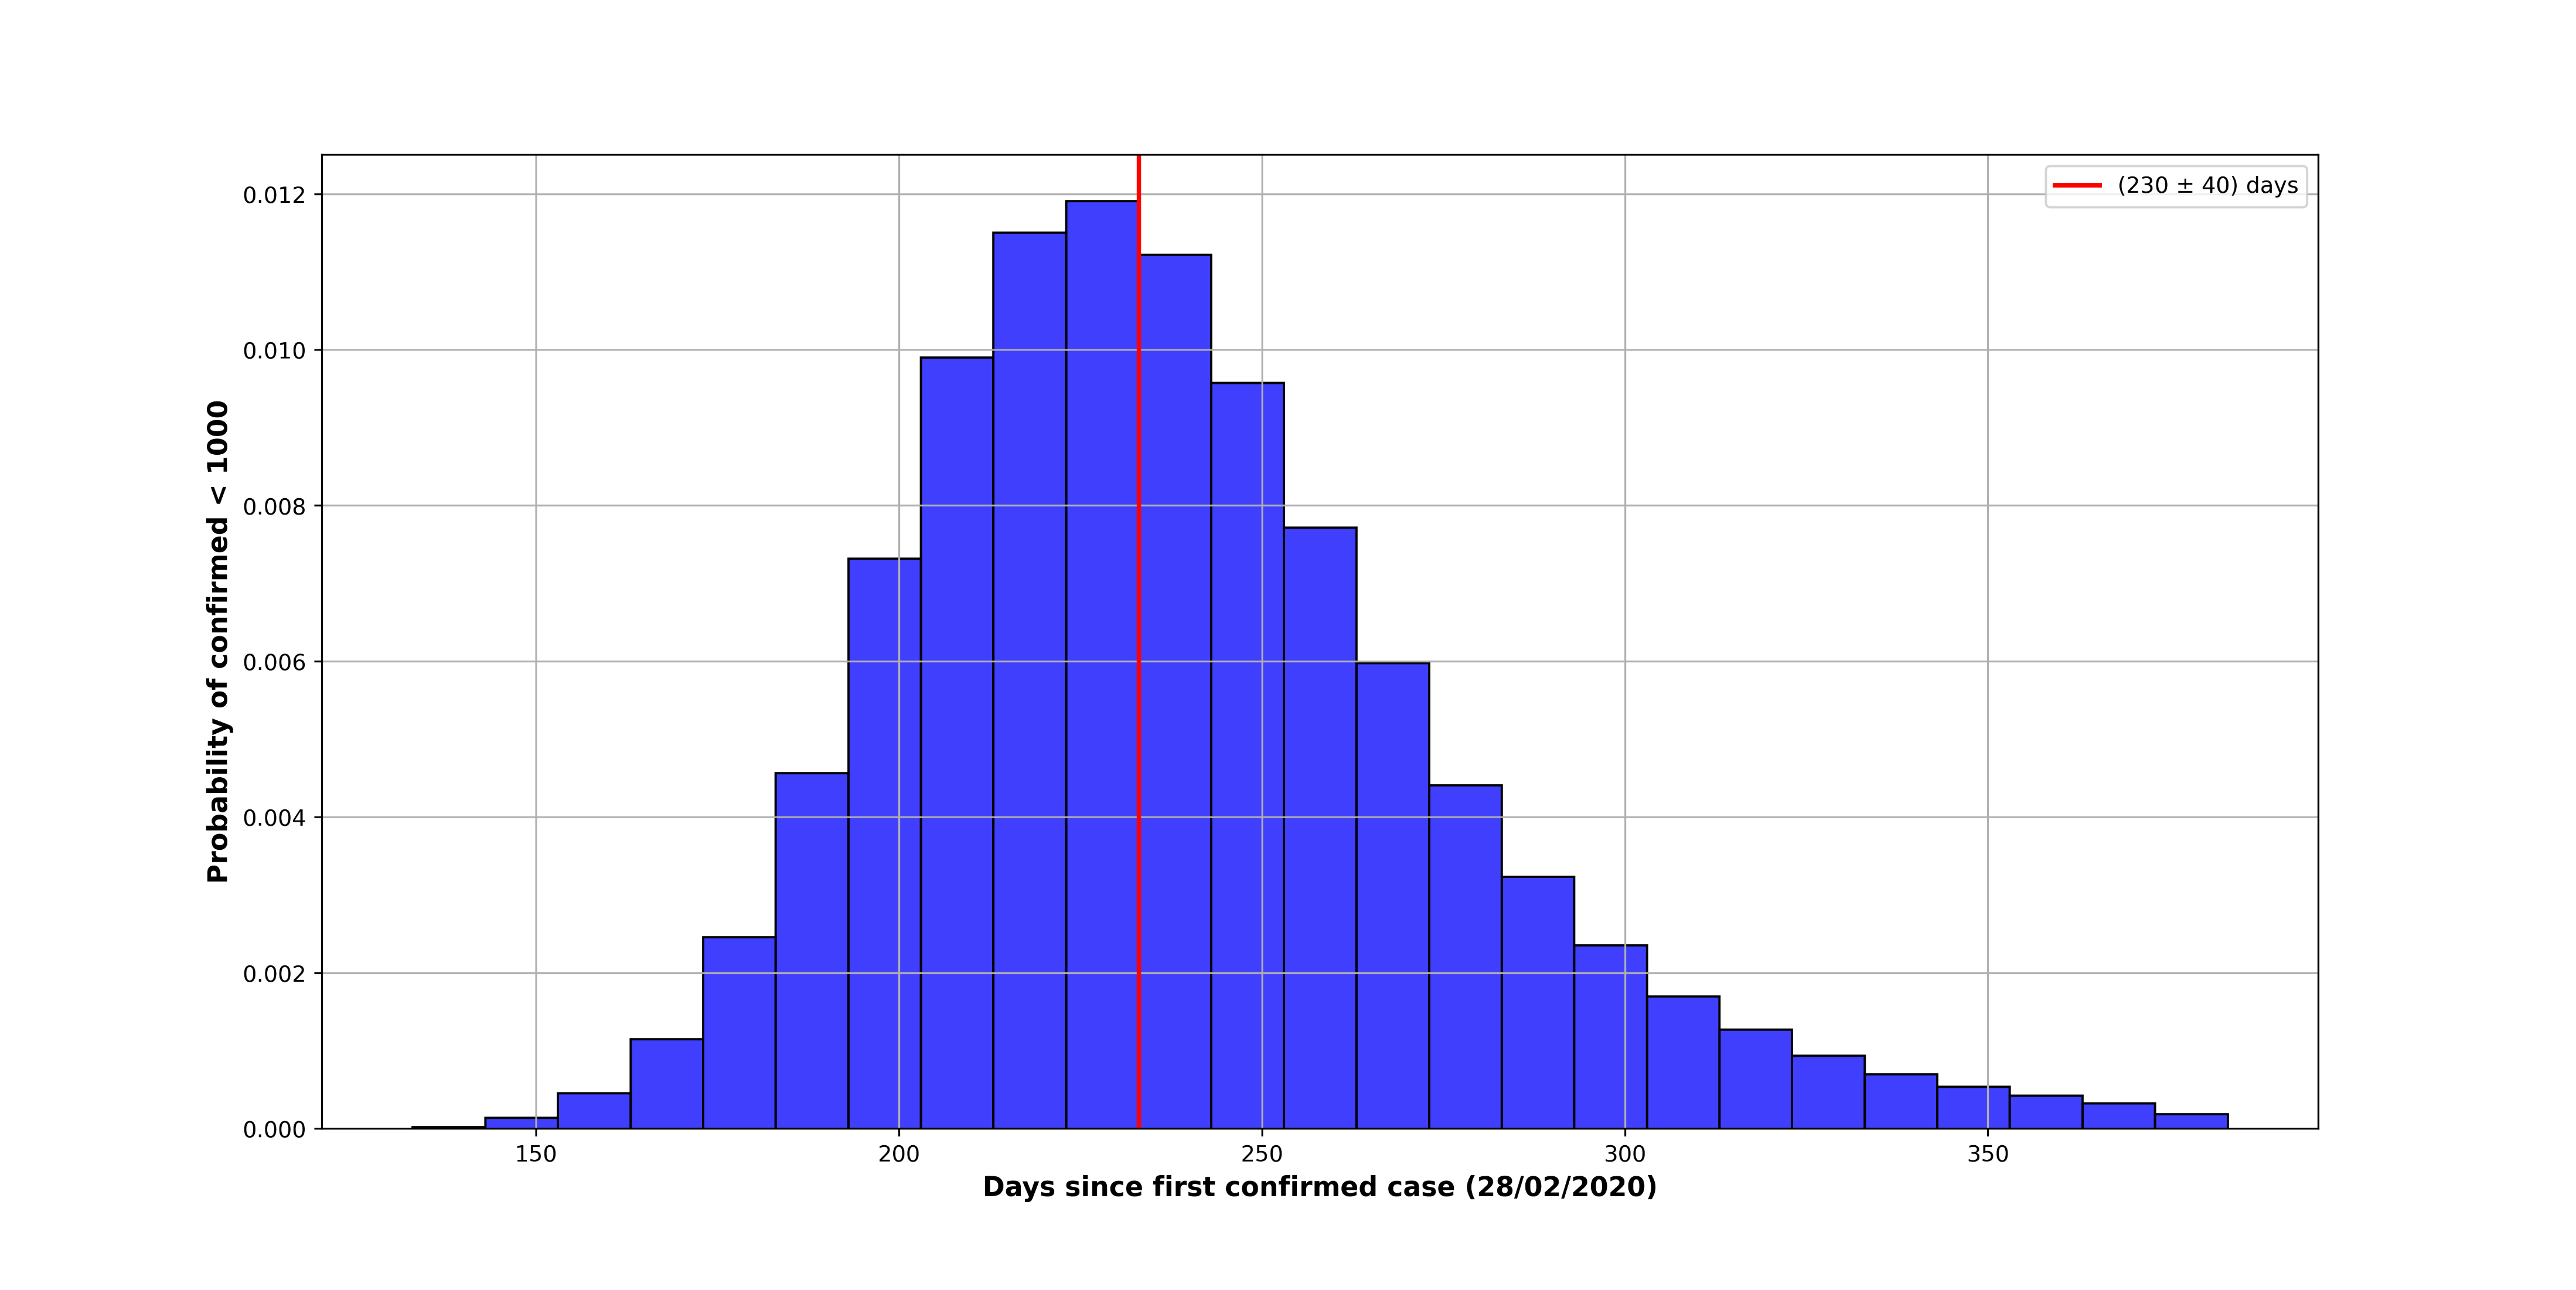 (230 ± 40) days
Probability of confirmed < 1000
0.012
0.010
0.008
0.006
0.004
0.002
0.000
150 200 250 300 350
Days since first confirmed case (28/02/2020)